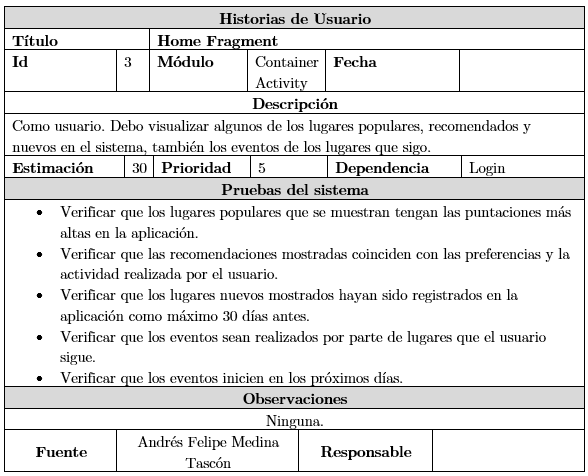 Historias de Usuario
Título Home Fragment
Id 3 Módulo Container Fecha
Activity
Descripción
Como usuario. Debo visualizar algunos de los lugares populares, recomendados y
nuevos en el sistema, también los eventos de los lugares que sigo.
Estimación 30 Prioridad 5 Dependencia Login
Pruebas del sistema
• Verificar que los lugares populares que se muestran tengan las puntaciones más
altas en la aplicación.
• Verificar que las recomendaciones mostradas coinciden con las preferencias y la
actividad realizada por el usuario.
• Verificar que los lugares nuevos mostrados hayan sido registrados en la
aplicación como máximo 30 días antes.
• Verificar que los eventos sean realizados por parte de lugares que el usuario
sigue.
• Verificar que los eventos inicien en los próximos días.
Observaciones
Ninguna.
Fuente Andrés Felipe Medina Responsable
Tascón